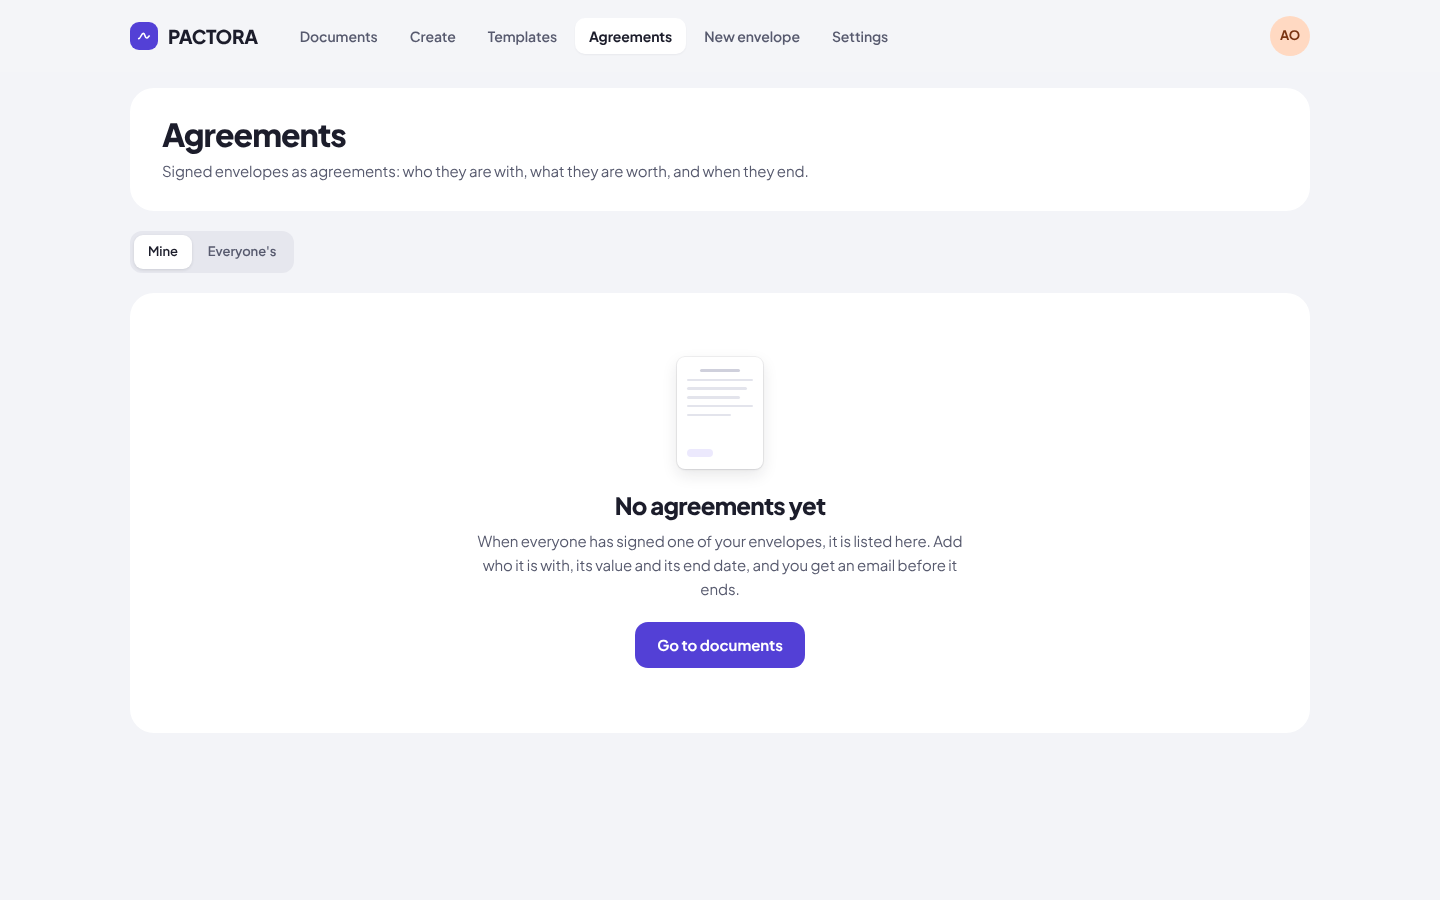 PACTORA
Documents
Create
Templates
Agreements
New envelope
Settings
AO
Agreements
Signed envelopes as agreements: who they are with, what they are worth, and when they end.
Mine
Everyone's
No agreements yet
When everyone has signed one of your envelopes, it is listed here. Add
who it is with, its value and its end date, and you get an email before it
ends.
Go to documents